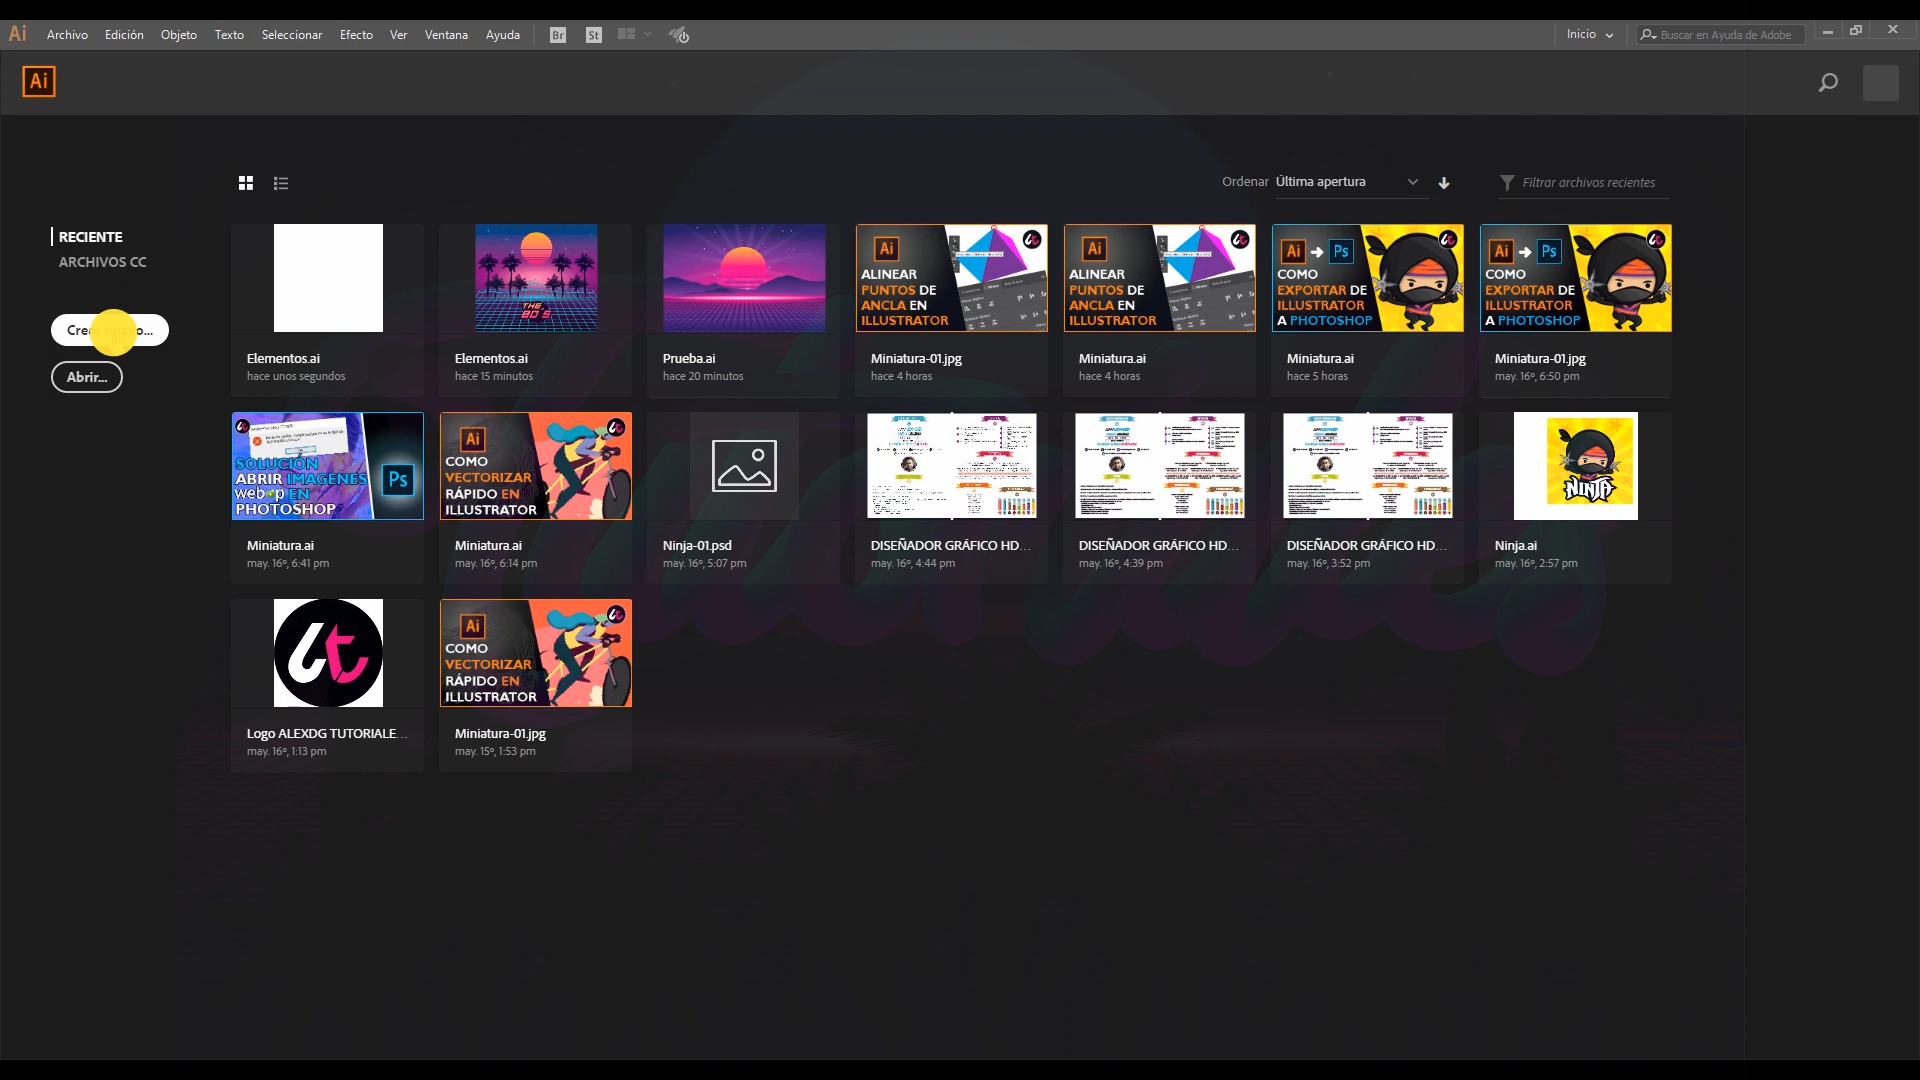 Ai Archivo Edición Objeto Texto Seleccionar Efecto Ver Ventana Ayuda Br St Inicio Buscar en Ayuda de Adobe
Ai
Ordenar Última apertura Filtrar archivos recientes
RECIENTE
ARCHIVOS CC
Crear nuevo...
Abrir...
THE
80'S
Ai
ALINEAR
PUNTOS DE
ANCLA EN
ILLUSTRATOR
Ai
ALINEAR
PUNTOS DE
ANCLA EN
ILLUSTRATOR
Ai Ps
COMO
EXPORTAR DE
ILLUSTRATOR
A PHOTOSHOP
Ai Ps
COMO
EXPORTAR DE
ILLUSTRATOR
A PHOTOSHOP
Elementos.ai
hace unos segundos
Elementos.ai
hace 15 minutos
Prueba.ai
hace 20 minutos
Miniatura-01.jpg
hace 4 horas
Miniatura.ai
hace 4 horas
Miniatura.ai
hace 5 horas
Miniatura-01.jpg
may. 16º, 6:50 pm
SOLUCIÓN
ABRIR IMAGENES
webp EN
PHOTOSHOP
Ps
Ai
COMO
VECTORIZAR
RÁPIDO EN
ILLUSTRATOR
NINJA
Miniatura.ai
may. 16º, 6:41 pm
Miniatura.ai
may. 16º, 6:14 pm
Ninja-01.psd
may. 16º, 5:07 pm
DISEÑADOR GRÁFICO HD...
may. 16º, 4:44 pm
DISEÑADOR GRÁFICO HD...
may. 16º, 4:39 pm
DISEÑADOR GRÁFICO HD...
may. 16º, 3:52 pm
Ninja.ai
may. 16º, 2:57 pm
Ai
COMO
VECTORIZAR
RÁPIDO EN
ILLUSTRATOR
Logo ALEXDG TUTORIALE...
may. 16º, 1:13 pm
Miniatura-01.jpg
may. 15º, 1:53 pm